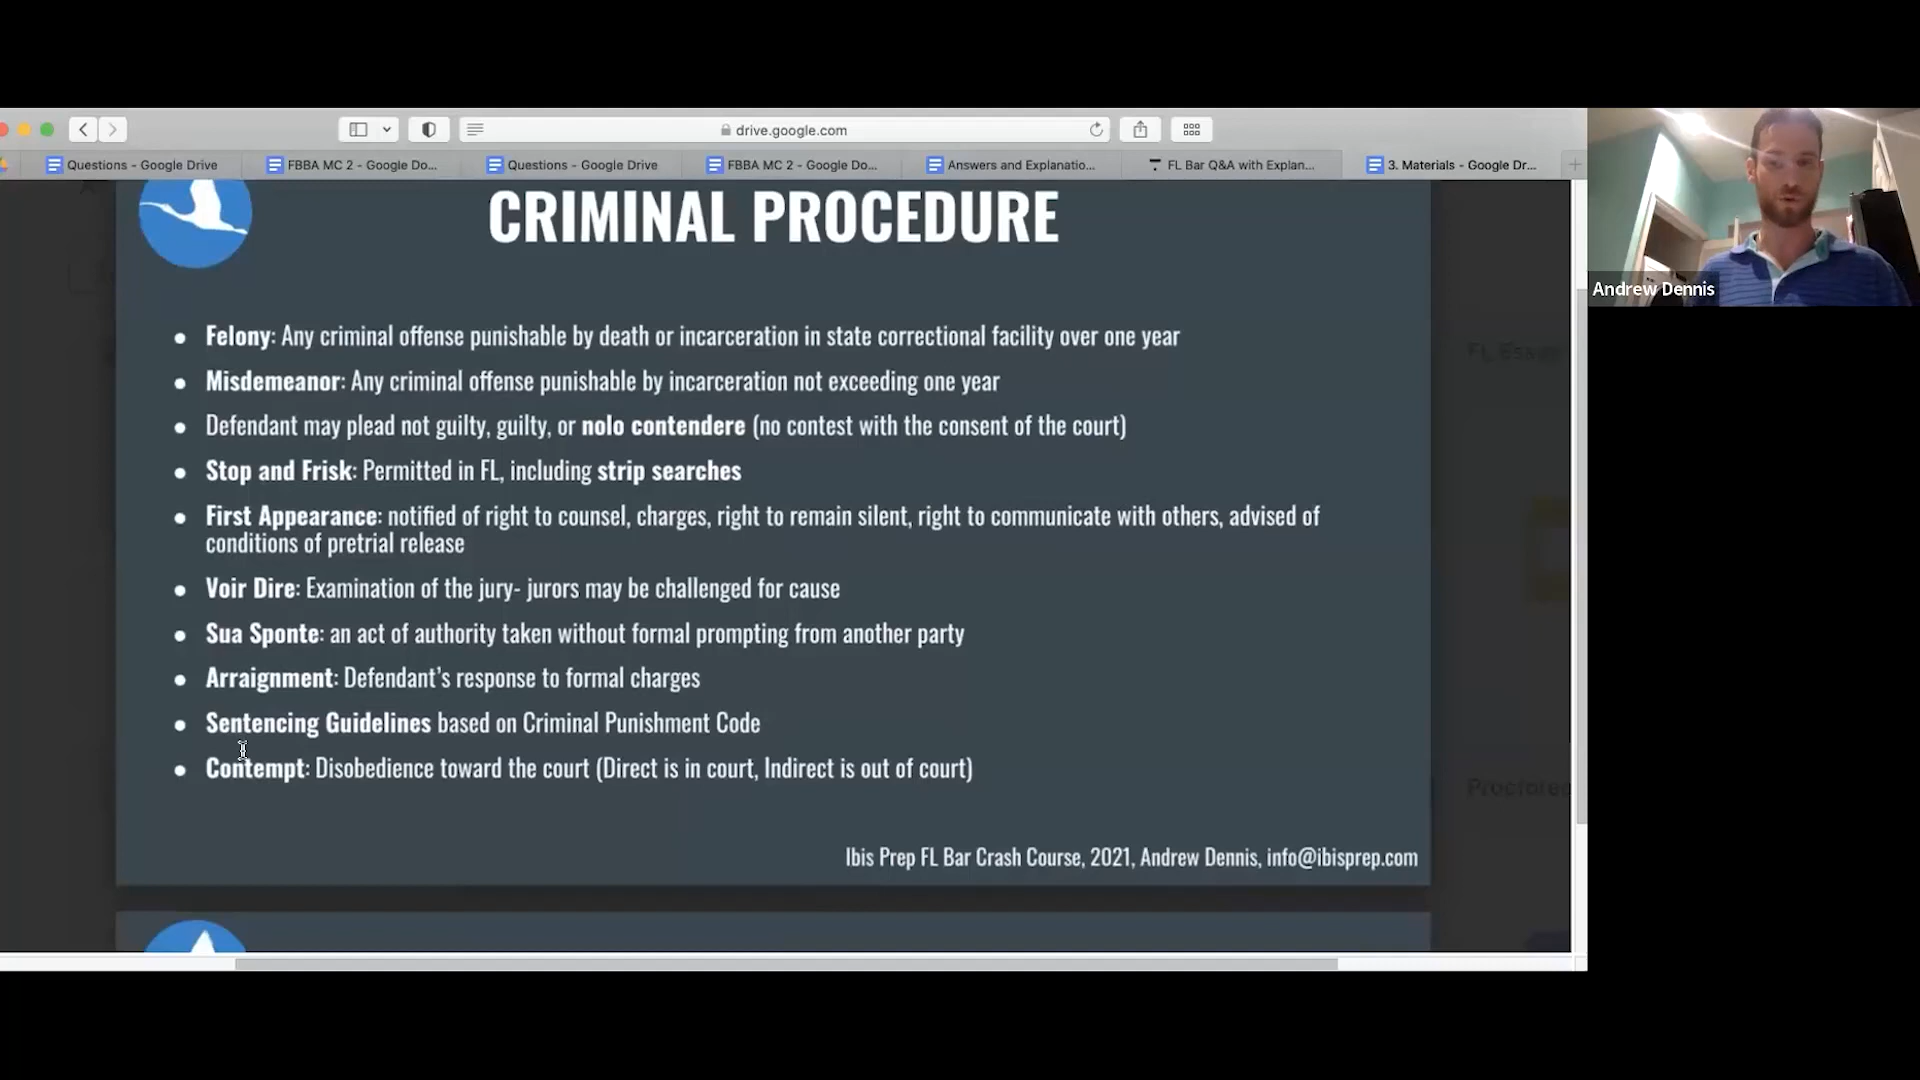 drive.google.com
Questions - Google Drive
FBBA MC 2 - Google Do...
Questions - Google Drive
FBBA MC 2 - Google Do...
Answers and Explanatio...
FL Bar Q&A with Explan...
3. Materials - Google Dr...
CRIMINAL PROCEDURE
Andrew Dennis
• Felony: Any criminal offense punishable by death or incarceration in state correctional facility over one year
FL Essay
• Misdemeanor: Any criminal offense punishable by incarceration not exceeding one year
• Defendant may plead not guilty, guilty, or nolo contendere (no contest with the consent of the court)
• Stop and Frisk: Permitted in FL, including strip searches
• First Appearance: notified of right to counsel, charges, right to remain silent, right to communicate with others, advised of
conditions of pretrial release
• Voir Dire: Examination of the jury- jurors may be challenged for cause
• Sua Sponte: an act of authority taken without formal prompting from another party
• Arraignment: Defendant's response to formal charges
• Sentencing Guidelines based on Criminal Punishment Code
• Contempt: Disobedience toward the court (Direct is in court, Indirect is out of court)
Ibis Prep FL Bar Crash Course, 2021, Andrew Dennis, info@ibisprep.com